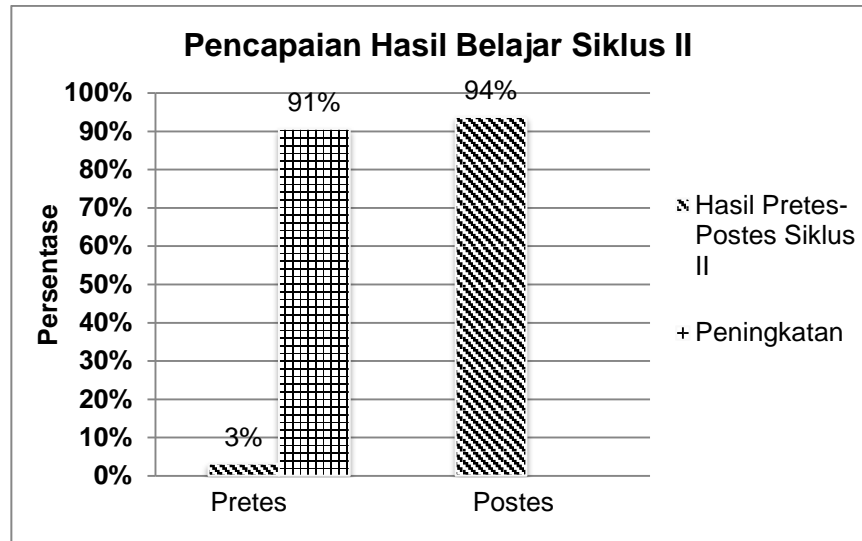 Pencapaian Hasil Belajar Siklus II
100%
90%
80%
70%
60%
50%
40%
30%
20%
10%
0%
Persentase
3%
91%
94%
Pretes
Postes
Hasil Pretes-
Postes Siklus
II
Peningkatan